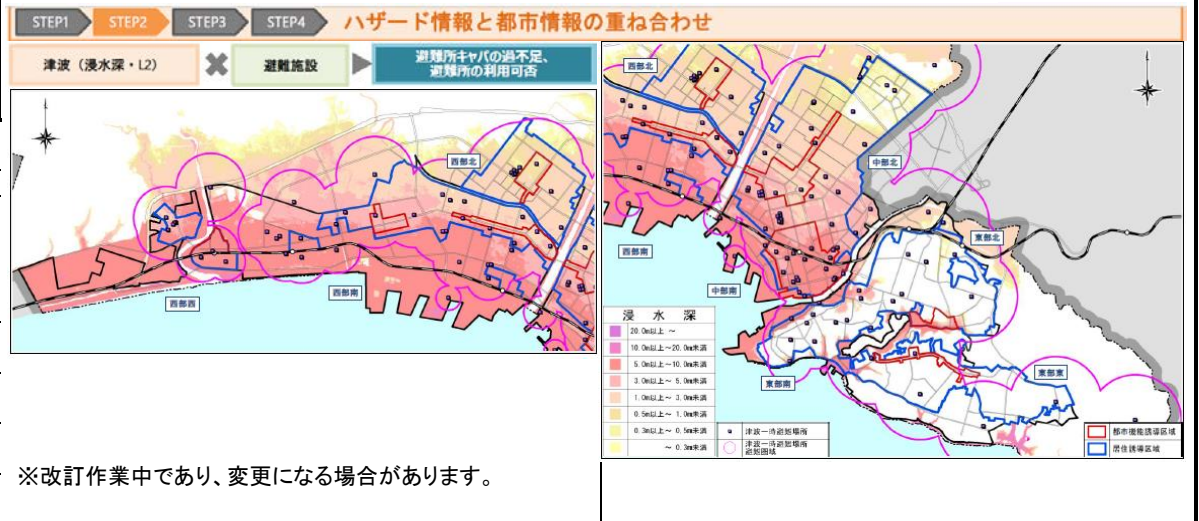 STEP1 STEP2 STEP3 STEP4 ハザード情報と都市情報の重ね合わせ
津波（浸水深・L2） ✖ 避難施設 ▶ 避難所キャパの過不足、
避難所の利用可否
西部北
西部西
西部南
西部北
中部北
西部南
中部南
東部北
東部南
東部東
浸水深
20.0m以上 ～
10.0m以上～20.0m未満
5.0m以上～10.0m未満
3.0m以上～ 5.0m未満
1.0m以上～ 3.0m未満
0.5m以上～ 1.0m未満
0.3m以上～ 0.5m未満
～ 0.3m未満
津波一時避難場所
津波一時避難場所
避難圏域
都市機能誘導区域
居住誘導区域
※改訂作業中であり、変更になる場合があります。